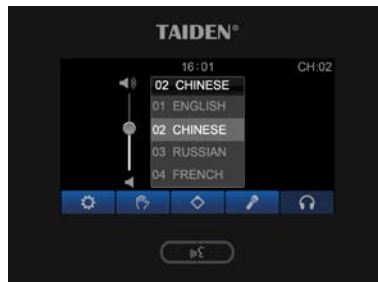 TAIDEN®
16:01 CH:02
02 CHINESE
01 ENGLISH
02 CHINESE
03 RUSSIAN
04 FRENCH